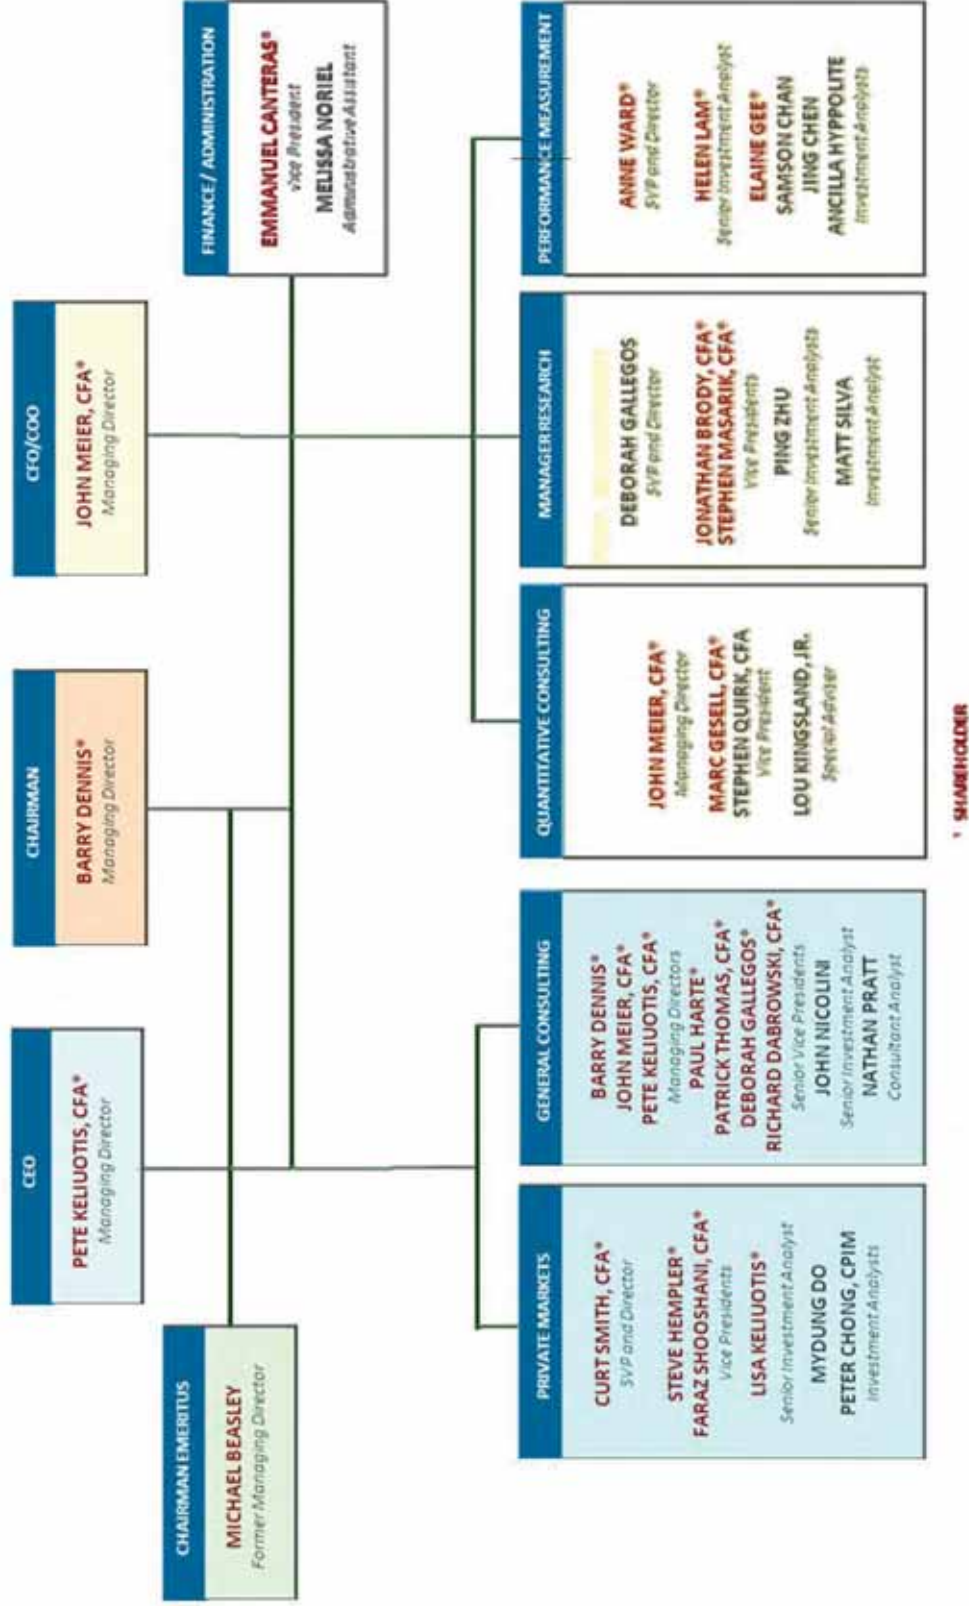 CEO
PETE KELIUOTIS, CFA*
Managing Director
CHAIRMAN
BARRY DENNIS*
Managing Director
CFO/COO
JOHN MEIER, CFA*
Managing Director
CHAIRMAN EMERITUS
MICHAEL BEASLEY
Former Managing Director
FINANCE/ ADMINISTRATION
EMMANUEL CANTERAS*
Vice President
MELISSA NORIEL
Administrative Assistant
PRIVATE MARKETS
CURT SMITH, CFA*
SVP and Director
STEVE HEMPLER*
FARAZ SHOOSHANI, CFA*
Vice Presidents
LISA KELIUOTIS*
Senior Investment Analyst
MYDUNG DO
PETER CHONG, CPIM
Investment Analysts
GENERAL CONSULTING
BARRY DENNIS*
JOHN MEIER, CFA*
PETE KELIUOTIS, CFA*
Managing Directors
PAUL HARTE*
PATRICK THOMAS, CFA*
DEBORAH GALLEGOS*
RICHARD DABROWSKI, CFA*
Senior Vice Presidents
JOHN NICOLINI
Senior Investment Analyst
NATHAN PRATT
Consultant Analyst
QUANTITATIVE CONSULTING
JOHN MEIER, CFA*
Managing Director
MARC GESELL, CFA*
STEPHEN QUIRK, CFA
Vice President
LOU KINGSLAND, JR.
Special Adviser
MANAGER RESEARCH
DEBORAH GALLEGOS
SVP and Director
JONATHAN BRODY, CFA*
STEPHEN MASARIK, CFA*
Vice Presidents
PING ZHU
Senior Investment Analysts
MATT SILVA
Investment Analyst
PERFORMANCE MEASUREMENT
ANNE WARD*
SVP and Director
HELEN LAM*
Senior Investment Analyst
ELAINE GEE*
SAMSON CHAN
JING CHEN
ANCILLA HYPPOLITE
Investment Analysts
* SHAREHOLDER